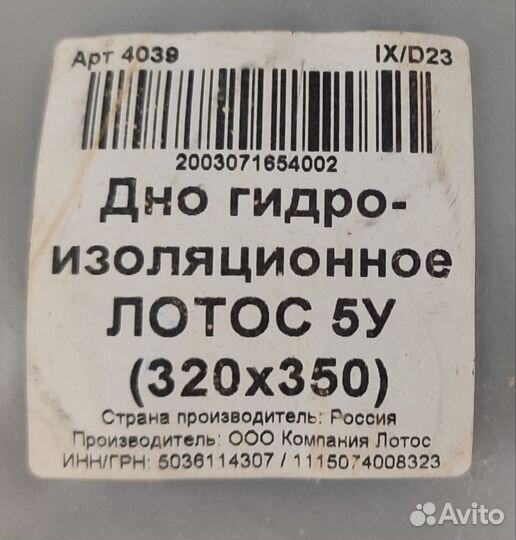 Арт 4039 IX/D23
2003071654002
Дно гидро-
изоляционное
ЛОТОС 5У
(320х350)
Страна производитель: Россия
Производитель: ООО Компания Лотос
ИНН/ГРН: 5036114307 / 1115074008323
Avito